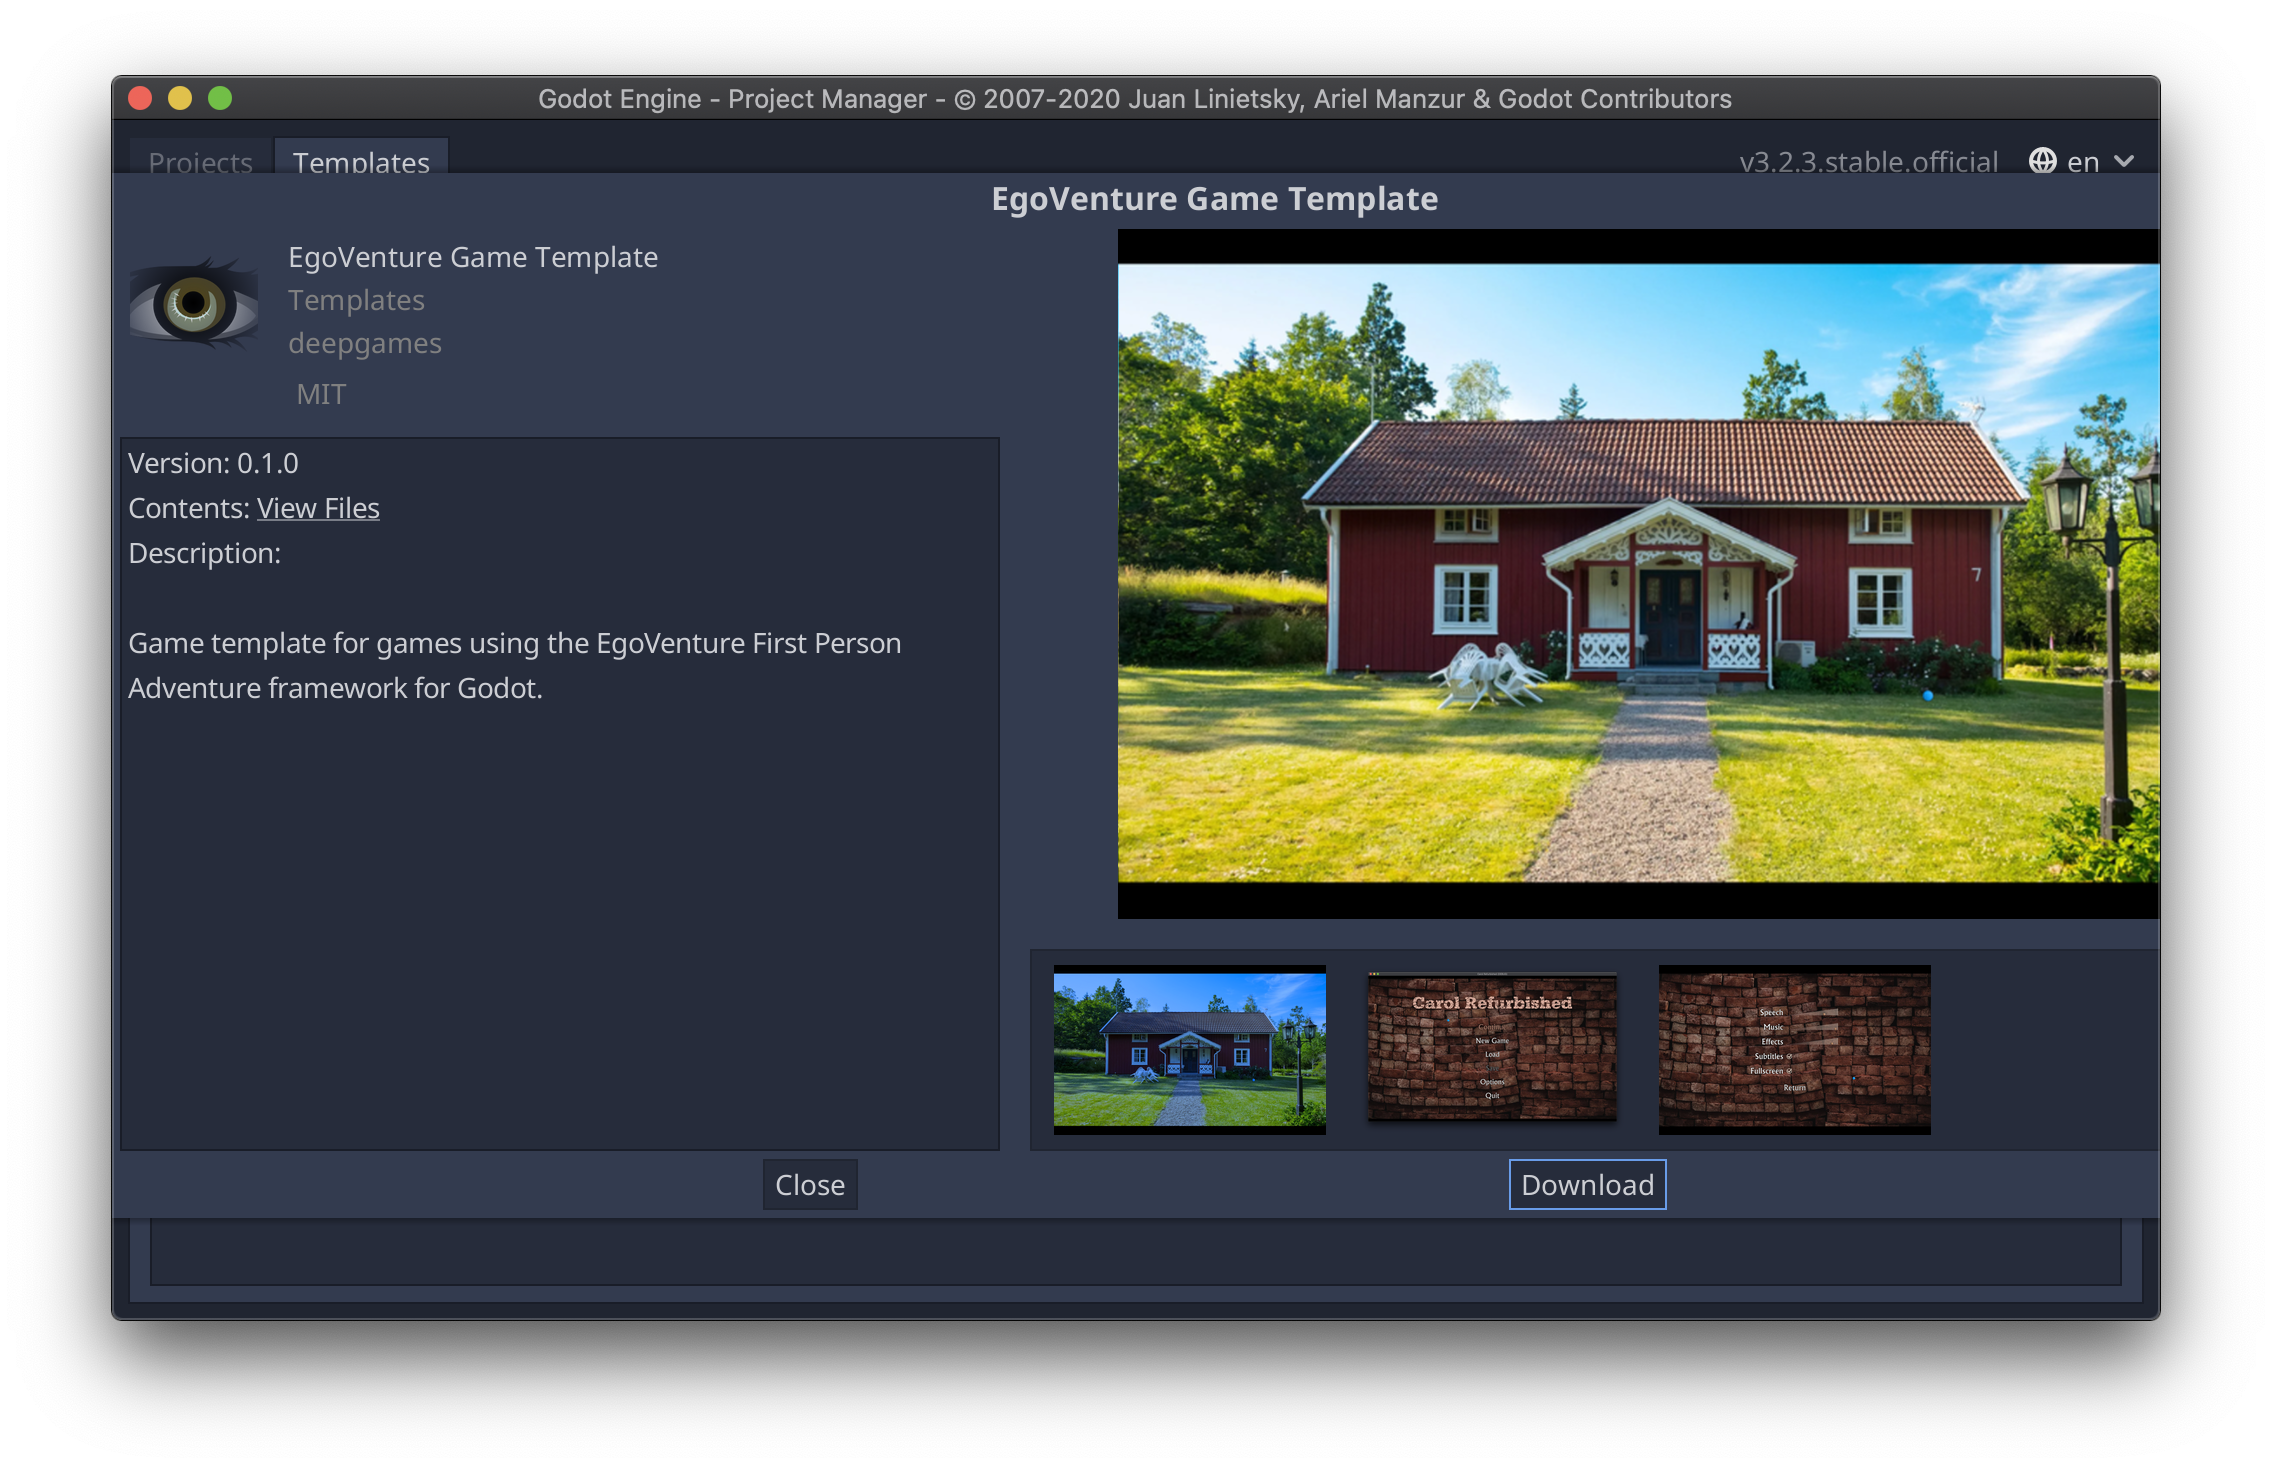 Godot Engine - Project Manager - © 2007-2020 Juan Linietsky, Ariel Manzur & Godot Contributors
Projects
Templates
v3.2.3.stable.official
en
EgoVenture Game Template
EgoVenture Game Template
Templates
deepgames
MIT
Version: 0.1.0
Contents: View Files
Description:
Game template for games using the EgoVenture First Person
Adventure framework for Godot.
7
Carol Refurbished
New Game
Load
Options
Quit
Speech
Music
Effects
Subtitles
Fullscreen
Return
Close
Download